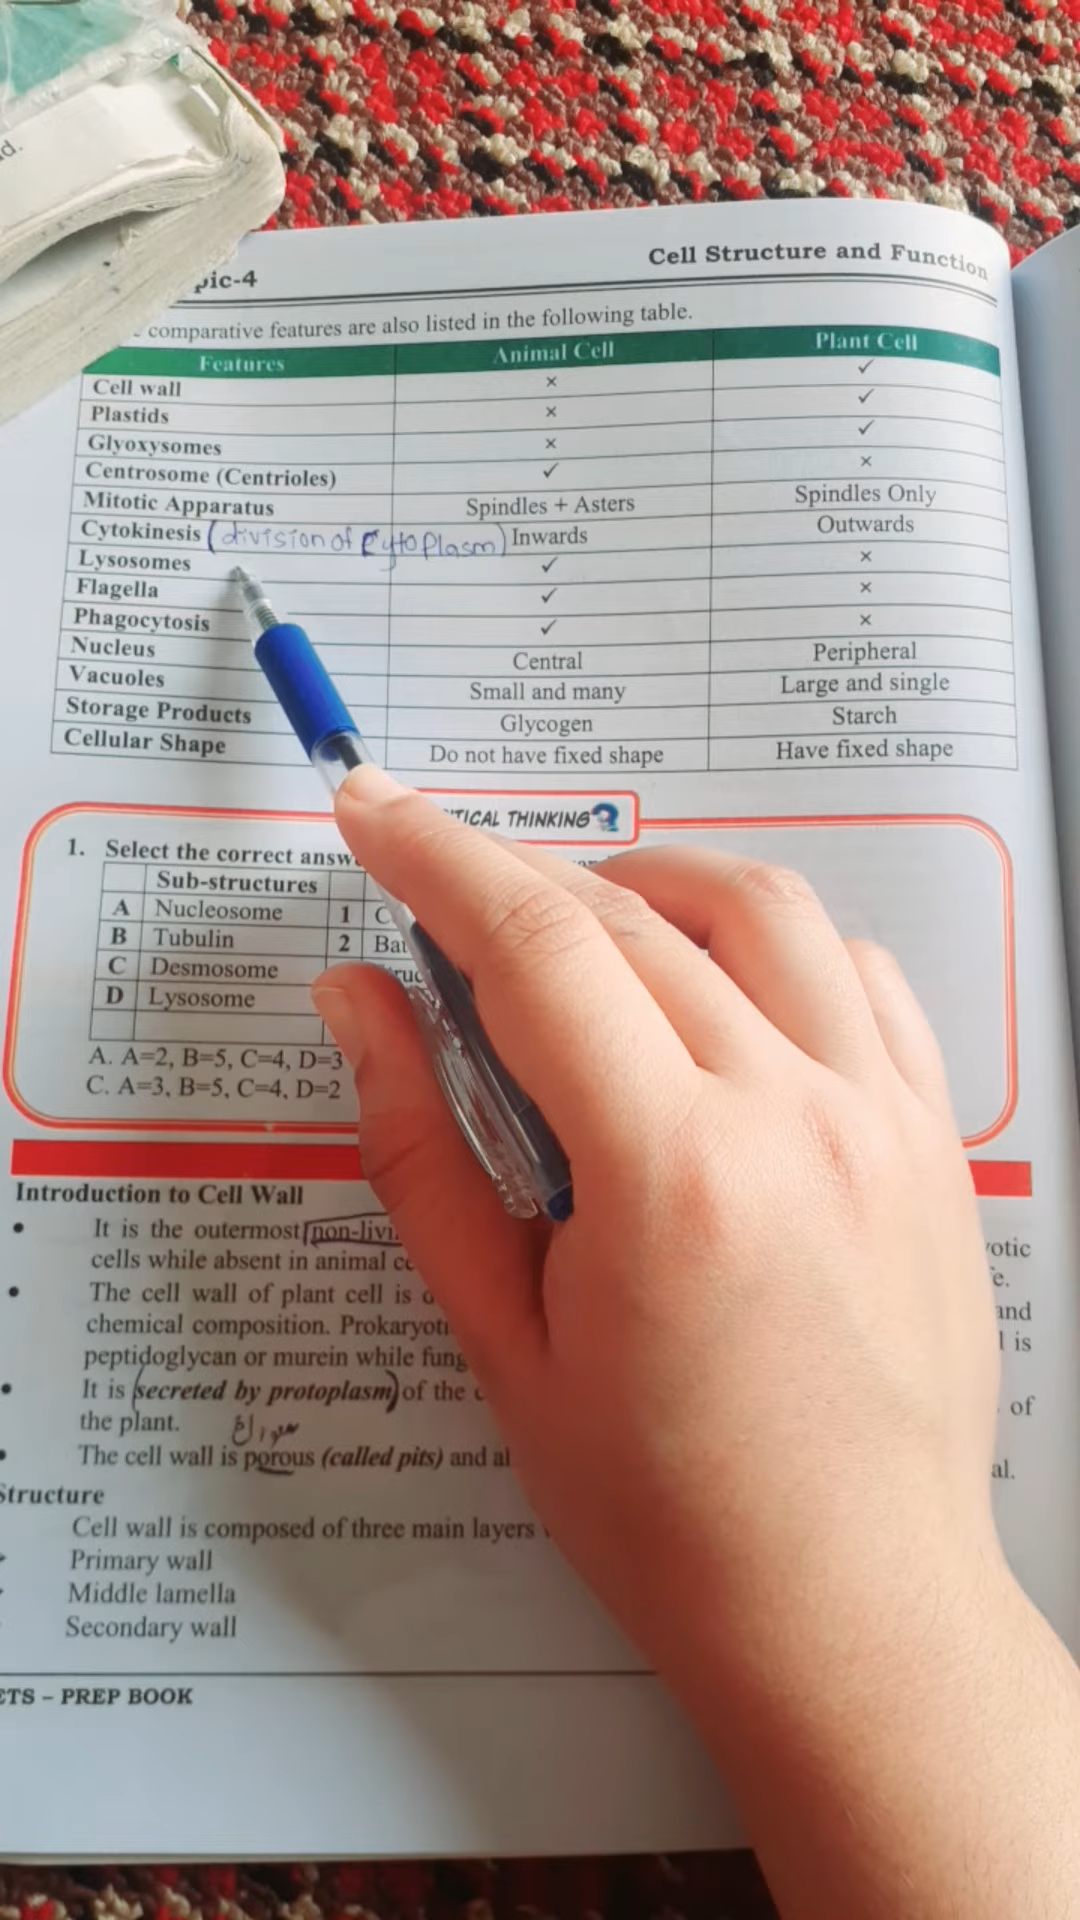 d.
pic-4 Cell Structure and Function
comparative features are also listed in the following table.
Features Animal Cell Plant Cell
Cell wall × ✓
Plastids × ✓
Glyoxysomes × ✓
Centrosome (Centrioles) ✓ ×
Mitotic Apparatus Spindles + Asters Spindles Only
Cytokinesis (division of Cytoplasm) Inwards Outwards
Lysosomes ✓ ×
Flagella ✓ ×
Phagocytosis ✓ ×
Nucleus Central Peripheral
Vacuoles Small and many Large and single
Storage Products Glycogen Starch
Cellular Shape Do not have fixed shape Have fixed shape
TICAL THINKING?
1. Select the correct answ
Sub-structures
A Nucleosome 1 C
B Tubulin 2 Bat
C Desmosome truc
D Lysosome
A. A=2, B=5, C=4, D=3
C. A=3, B=5, C=4, D=2
Introduction to Cell Wall
• It is the outermost non-livi otic
cells while absent in animal ce e.
• The cell wall of plant cell is and
chemical composition. Prokaryoti l is
peptidoglycan or murein while fung
• It is (secreted by protoplasm) of the of
the plant.
• The cell wall is porous (called pits) and al al.
Structure
Cell wall is composed of three main layers
Primary wall
Middle lamella
Secondary wall
ETS – PREP BOOK